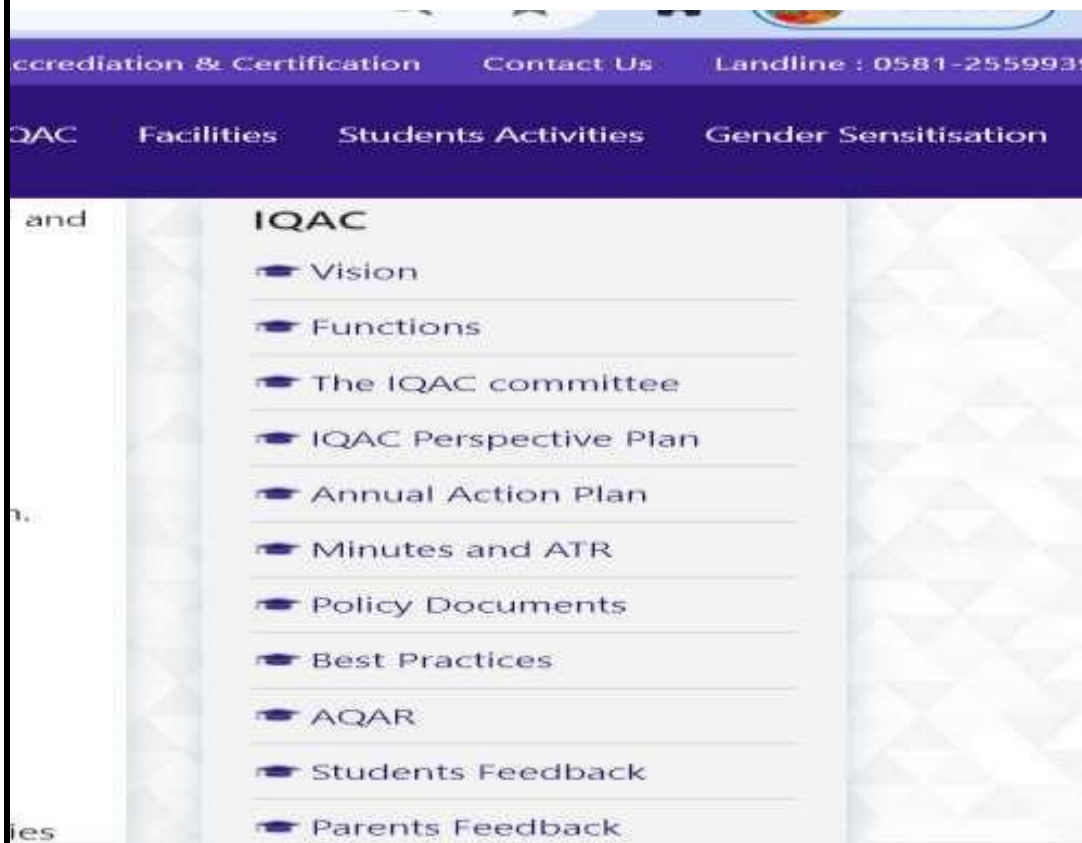 ccrediation & Certification Contact Us Landline : 0581-255993
QAC Facilities Students Activities Gender Sensitisation
and
IQAC
Vision
Functions
The IQAC committee
IQAC Perspective Plan
Annual Action Plan
n.
Minutes and ATR
Policy Documents
Best Practices
AQAR
Students Feedback
ies
Parents Feedback